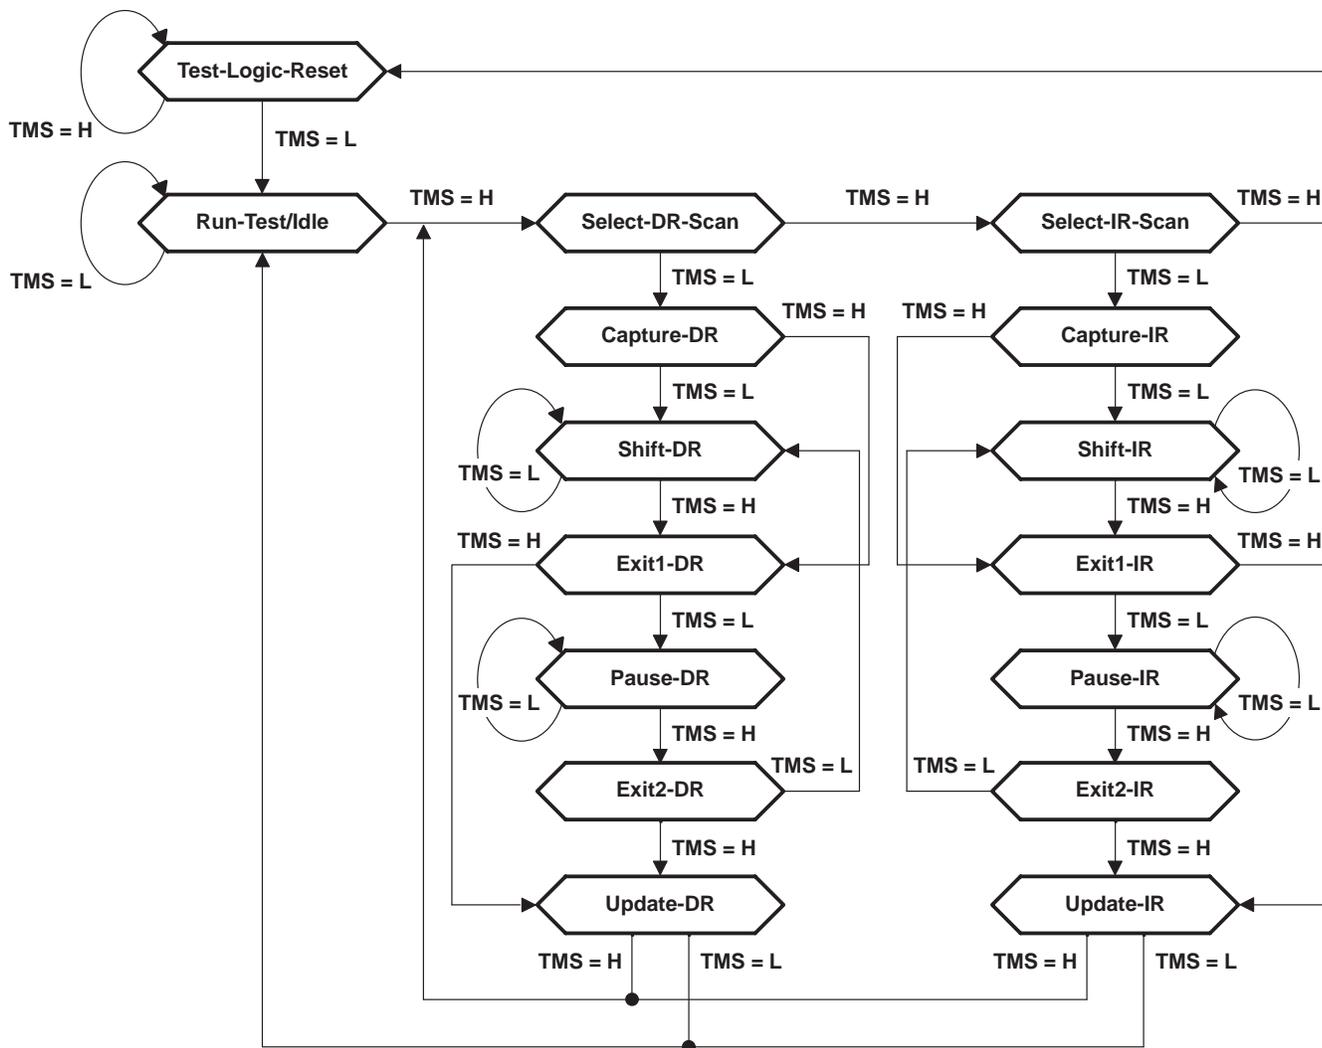 Test-Logic-Reset
TMS = H
TMS = L
Run-Test/Idle
TMS = H
Select-DR-Scan
TMS = H
Select-IR-Scan
TMS = H
TMS = L
TMS = L
TMS = L
Capture-DR
TMS = H
TMS = H
Capture-IR
TMS = L
TMS = L
Shift-DR
Shift-IR
TMS = L
TMS = L
TMS = H
TMS = H
TMS = H
Exit1-DR
Exit1-IR
TMS = H
TMS = L
TMS = L
Pause-DR
Pause-IR
TMS = L
TMS = L
TMS = H
TMS = H
Exit2-DR
TMS = L
TMS = L
Exit2-IR
TMS = H
TMS = H
Update-DR
Update-IR
TMS = H
TMS = L
TMS = H
TMS = L